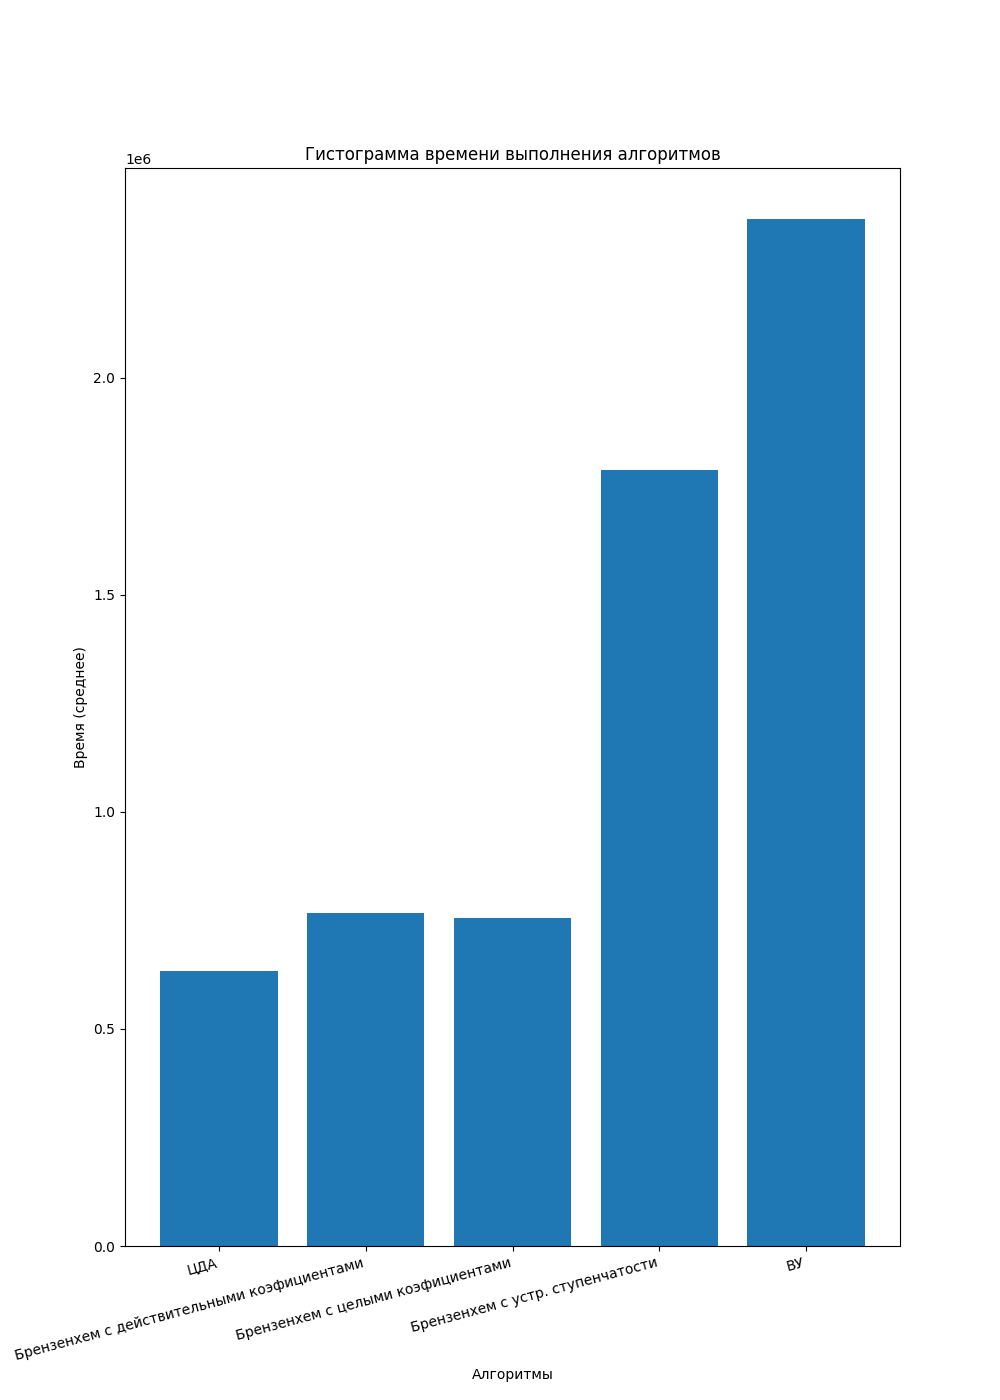 Гистограмма времени выполнения алгоритмов
1e6
2.0
1.5
1.0
0.5
0.0
Время (среднее)
ЦДА
Брензенхем с действительными коэфициентами
Брензенхем с целыми коэфициентами
Брензенхем с устр. ступенчатости
ВУ
Алгоритмы